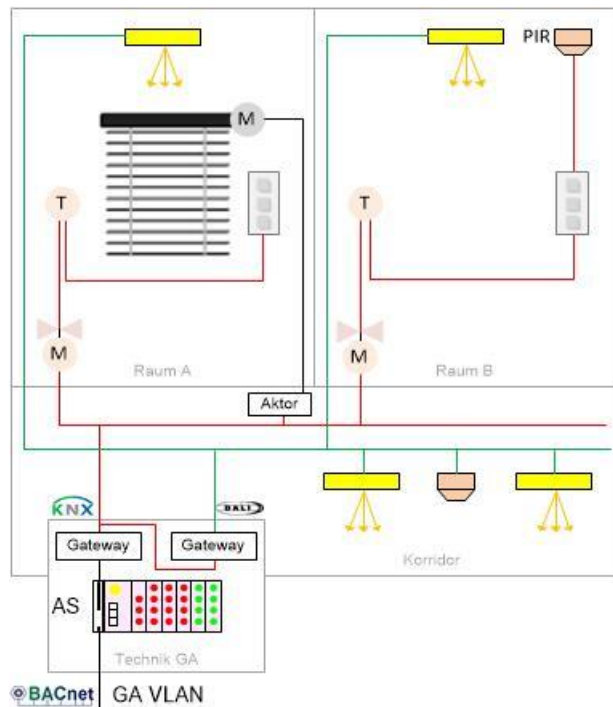 PIR
M
T
T
M
M
Raum A
Raum B
Aktor
KNX
DALI
Gateway
Gateway
Korridor
AS
Technik GA
BACnet GA VLAN